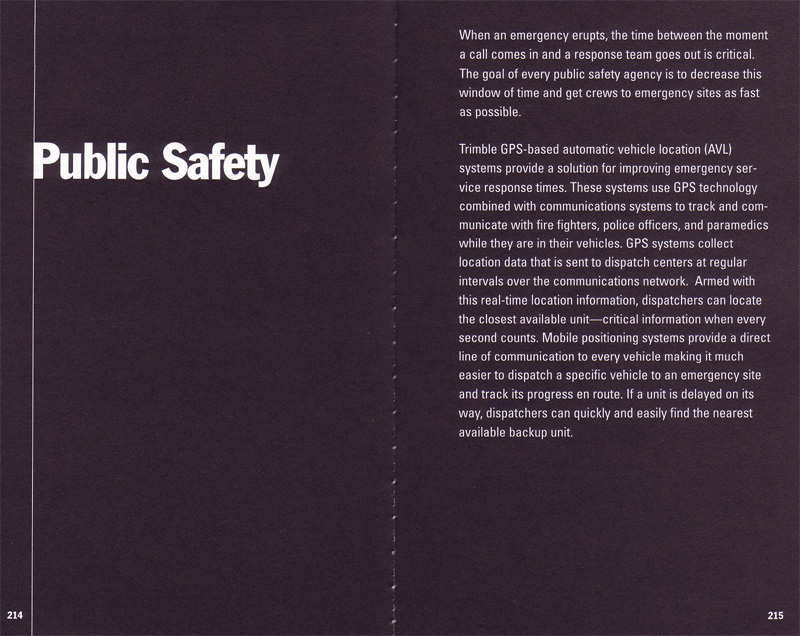 Public Safety
214
When an emergency erupts, the time between the moment
a call comes in and a response team goes out is critical.
The goal of every public safety agency is to decrease this
window of time and get crews to emergency sites as fast
as possible.
Trimble GPS-based automatic vehicle location (AVL)
systems provide a solution for improving emergency ser-
vice response times. These systems use GPS technology
combined with communications systems to track and com-
municate with fire fighters, police officers, and paramedics
while they are in their vehicles. GPS systems collect
location data that is sent to dispatch centers at regular
intervals over the communications network.  Armed with
this real-time location information, dispatchers can locate
the closest available unit—critical information when every
second counts. Mobile positioning systems provide a direct
line of communication to every vehicle making it much
easier to dispatch a specific vehicle to an emergency site
and track its progress en route. If a unit is delayed on its
way, dispatchers can quickly and easily find the nearest
available backup unit.
215